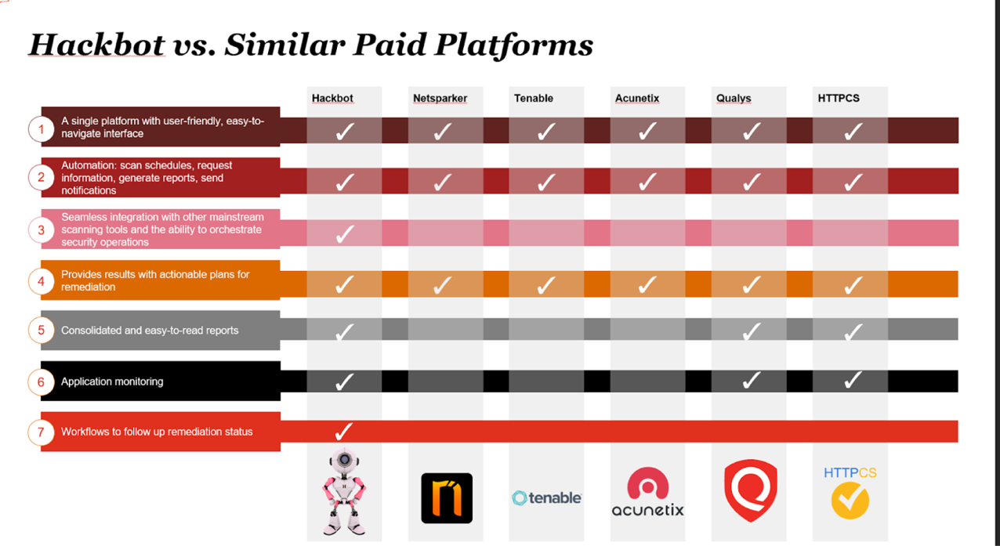 Hackbot vs. Similar Paid Platforms
Hackbot Netsparker Tenable Acunetix Qualys HTTPCS
1 A single platform with user-friendly, easy-to-
navigate interface
2 Automation: scan schedules, request
information, generate reports, send
notifications
3 Seamless integration with other mainstream
scanning tools and the ability to orchestrate
security operations
4 Provides results with actionable plans for
remediation
5 Consolidated and easy-to-read reports
6 Application monitoring
7 Workflows to follow up remediation status
H
n
tenable
acunetix
Q
HTTPCS